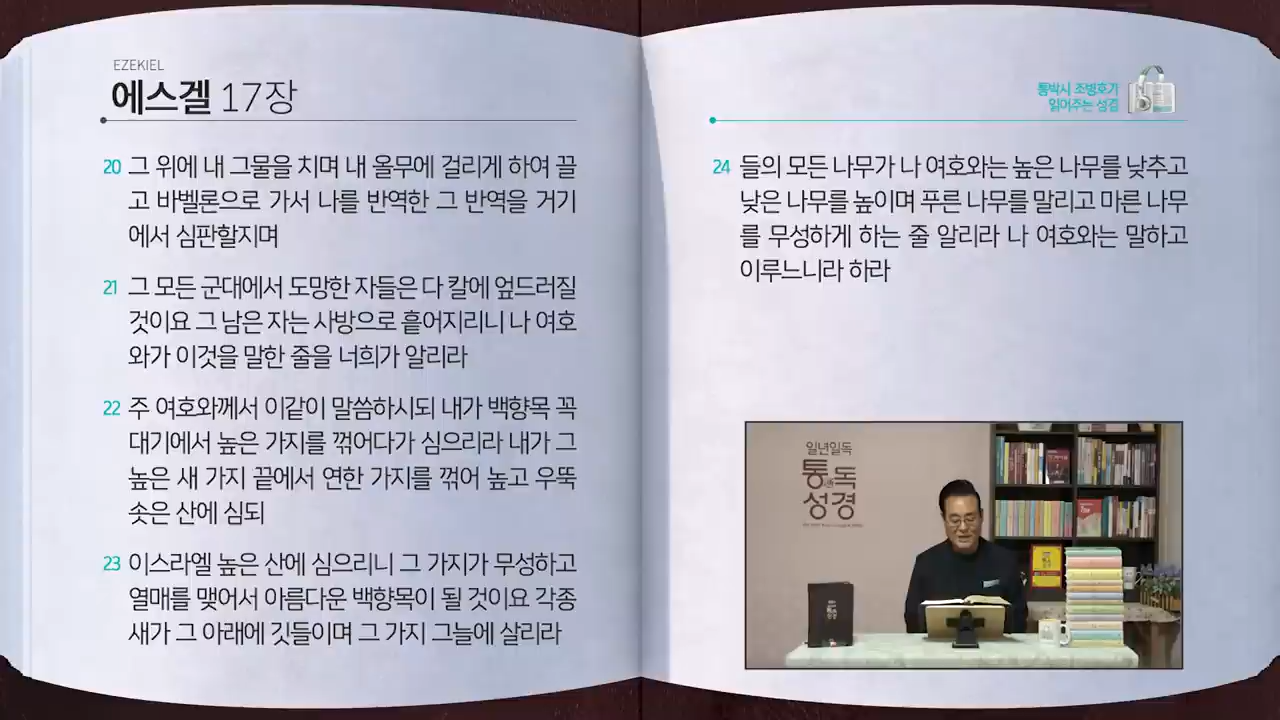 EZEKIEL
에스겔 17장
20 그 위에 내 그물을 치며 내 올무에 걸리게 하여 끌
고 바벨론으로 가서 나를 반역한 그 반역을 거기
에서 심판할지며
21 그 모든 군대에서 도망한 자들은 다 칼에 엎드러질
것이요 그 남은 자는 사방으로 흩어지리니 나 여호
와가 이것을 말한 줄을 너희가 알리라
22 주 여호와께서 이같이 말씀하시되 내가 백향목 꼭
대기에서 높은 가지를 꺾어다가 심으리라 내가 그
높은 새 가지 끝에서 연한 가지를 꺾어 높고 우뚝
솟은 산에 심되
23 이스라엘 높은 산에 심으리니 그 가지가 무성하고
열매를 맺어서 아름다운 백향목이 될 것이요 각종
새가 그 아래에 깃들이며 그 가지 그늘에 살리라
통박사 조병호가
읽어주는 성경
24 들의 모든 나무가 나 여호와는 높은 나무를 낮추고
낮은 나무를 높이며 푸른 나무를 말리고 마른 나무
를 무성하게 하는 줄 알리라 나 여호와는 말하고
이루느니라 하라
일년일독
통독
성경